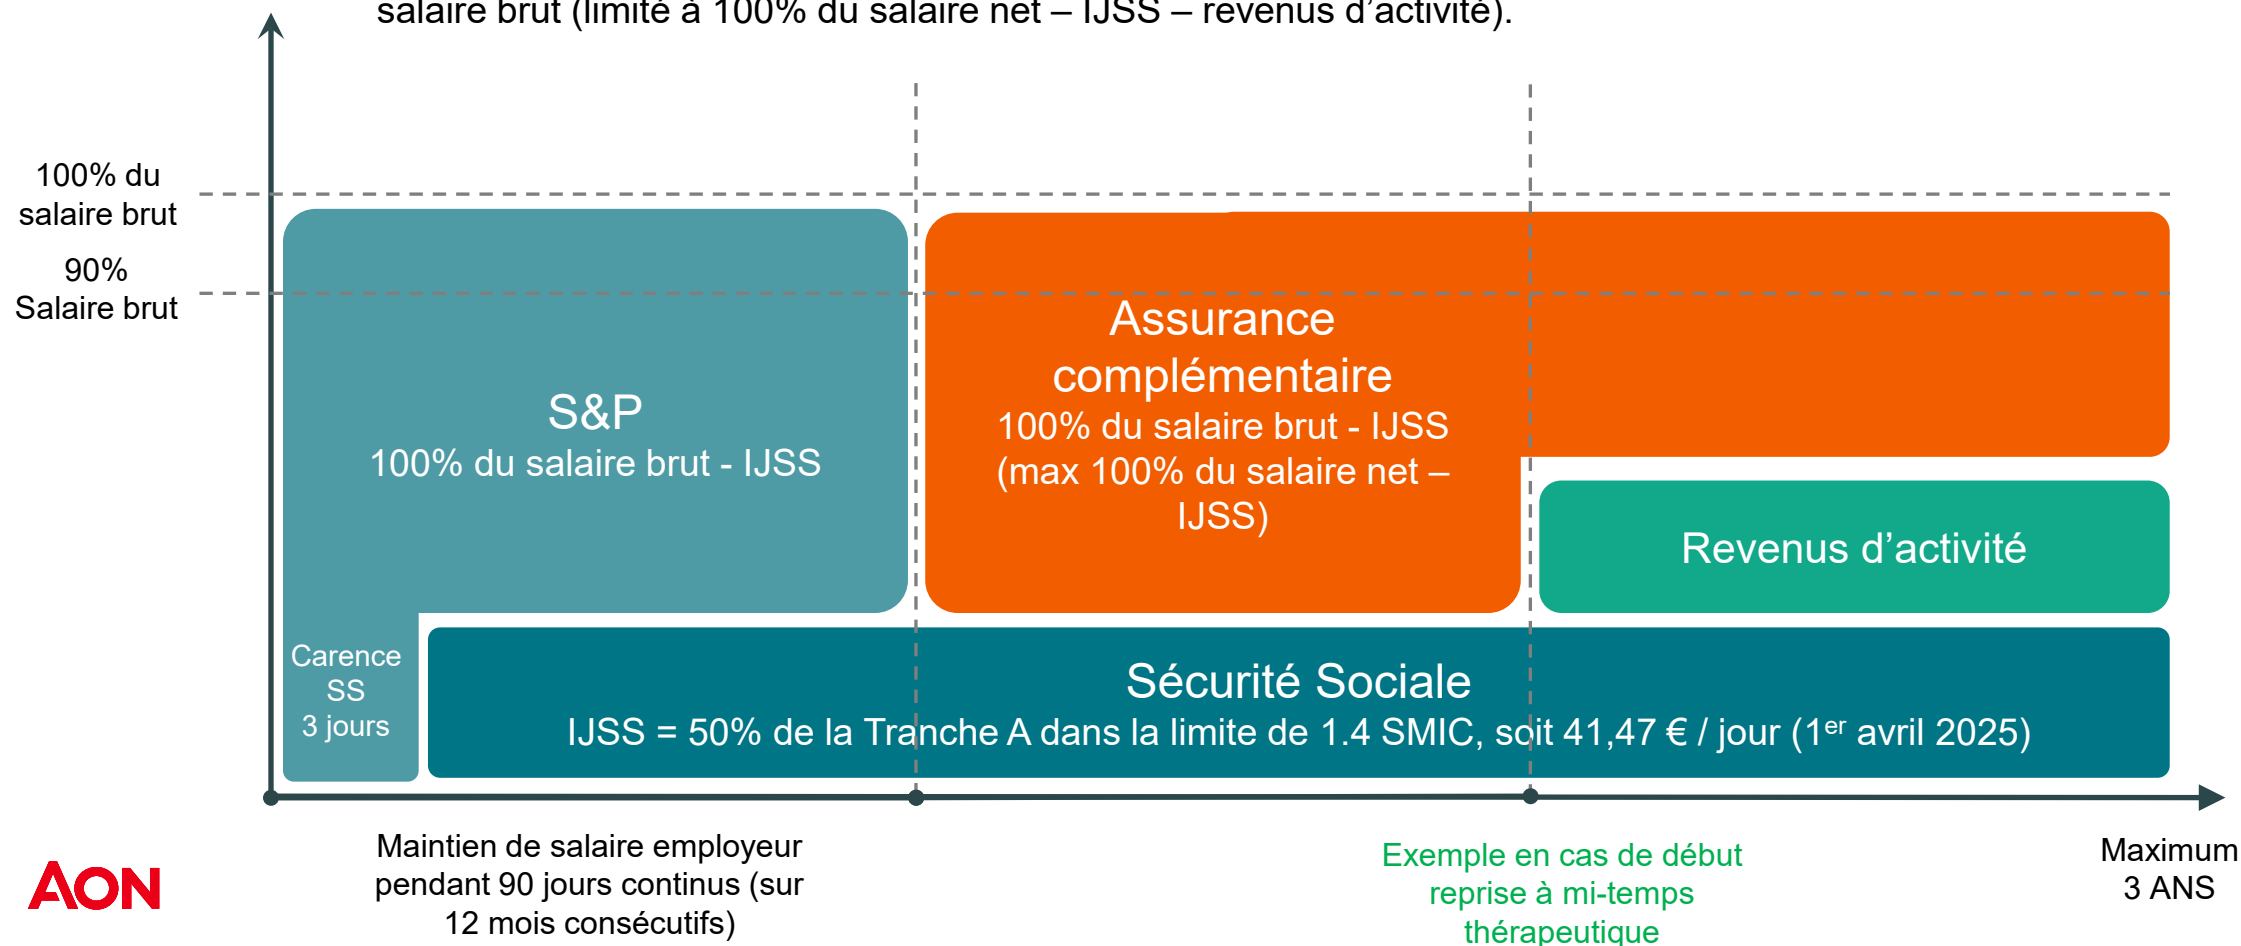 salaire brut (limité à 100% du salaire net – IJSS – revenus d’activité).
100% du
salaire brut
90%
Salaire brut
S&P
100% du salaire brut - IJSS
Assurance
complémentaire
100% du salaire brut - IJSS
(max 100% du salaire net –
IJSS)
Revenus d’activité
Carence
SS
3 jours
Sécurité Sociale
IJSS = 50% de la Tranche A dans la limite de 1.4 SMIC, soit 41,47 € / jour (1er avril 2025)
Maintien de salaire employeur
pendant 90 jours continus (sur
12 mois consécutifs)
Exemple en cas de début
reprise à mi-temps
thérapeutique
Maximum
3 ANS
AON